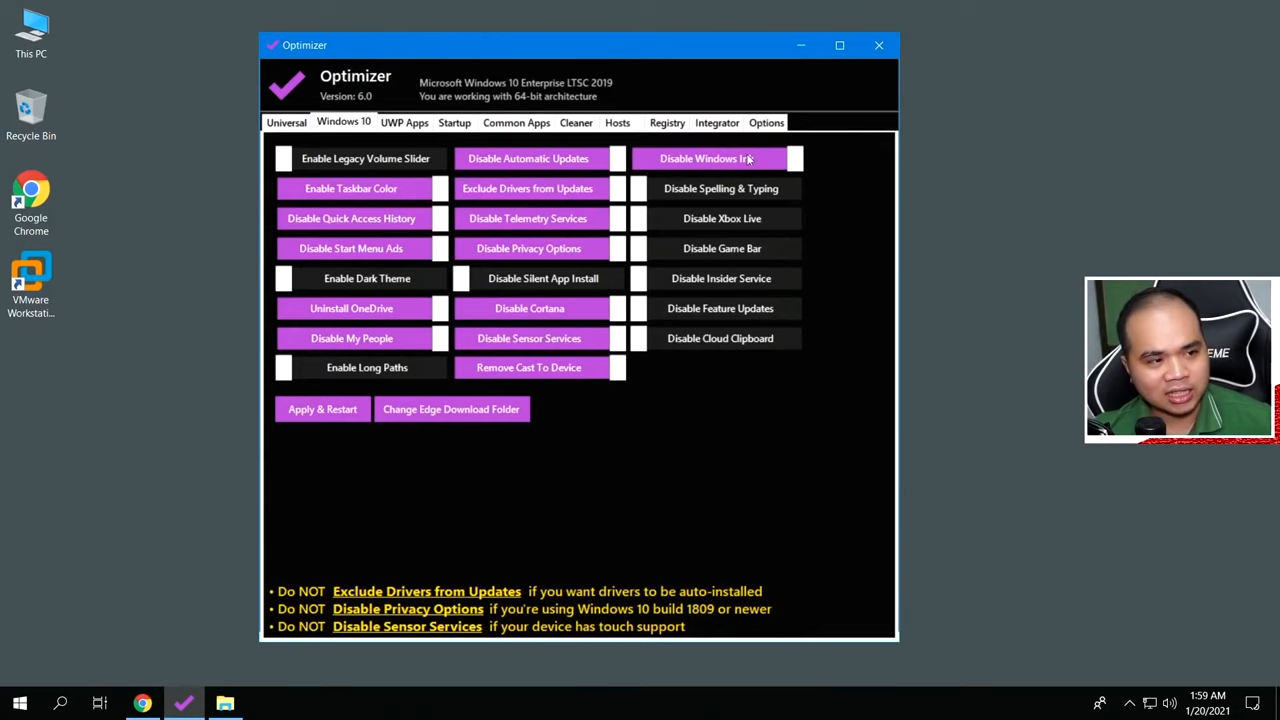 This PC
Recycle Bin
Google
Chrome
VMware
Workstati...
Optimizer
Optimizer
Version: 6.0
Microsoft Windows 10 Enterprise LTSC 2019
You are working with 64-bit architecture
Universal
Windows 10
UWP Apps
Startup
Common Apps
Cleaner
Hosts
Registry
Integrator
Options
Enable Legacy Volume Slider
Enable Taskbar Color
Disable Quick Access History
Disable Start Menu Ads
Enable Dark Theme
Uninstall OneDrive
Disable My People
Enable Long Paths
Disable Automatic Updates
Exclude Drivers from Updates
Disable Telemetry Services
Disable Privacy Options
Disable Silent App Install
Disable Cortana
Disable Sensor Services
Remove Cast To Device
Disable Windows Ink
Disable Spelling & Typing
Disable Xbox Live
Disable Game Bar
Disable Insider Service
Disable Feature Updates
Disable Cloud Clipboard
Apply & Restart
Change Edge Download Folder
• Do NOT Exclude Drivers from Updates if you want drivers to be auto-installed
• Do NOT Disable Privacy Options if you're using Windows 10 build 1809 or newer
• Do NOT Disable Sensor Services if your device has touch support
1:59 AM
1/20/2021